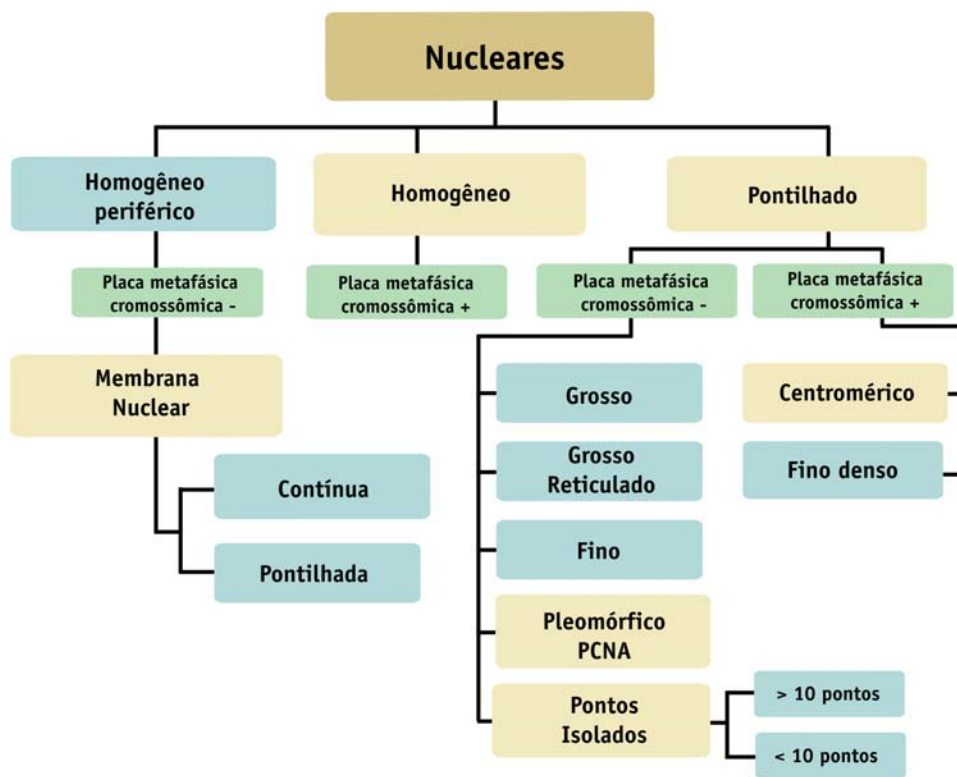 Nucleares
Homogêneo
periférico
Homogêneo
Pontilhado
Placa metafásica
cromossômica -
Placa metafásica
cromossômica +
Placa metafásica
cromossômica -
Placa metafásica
cromossômica +
Membrana
Nuclear
Contínua
Pontilhada
Grosso
Grosso
Reticulado
Fino
Pleomórfico
PCNA
Pontos
Isolados
> 10 pontos
< 10 pontos
Centromérico
Fino denso